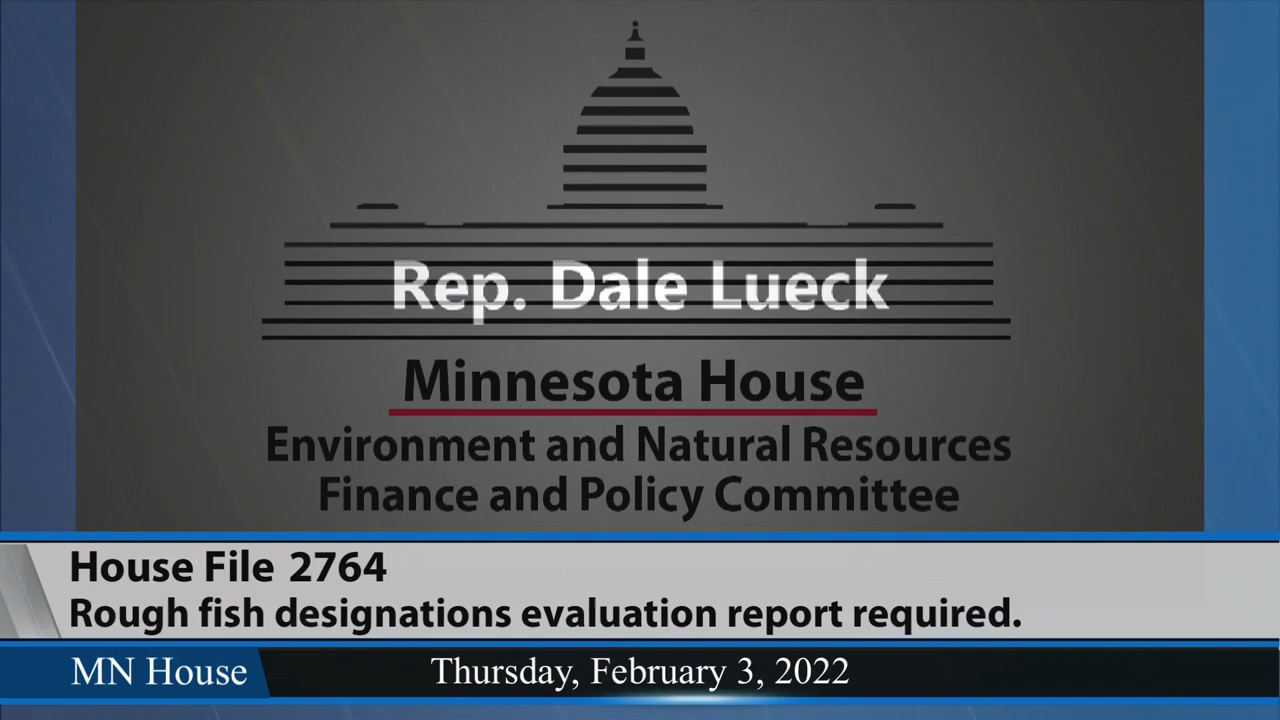 Rep. Dale Lueck
Minnesota House
Environment and Natural Resources
Finance and Policy Committee
House File 2764
Rough fish designations evaluation report required.
MN House
Thursday, February 3, 2022